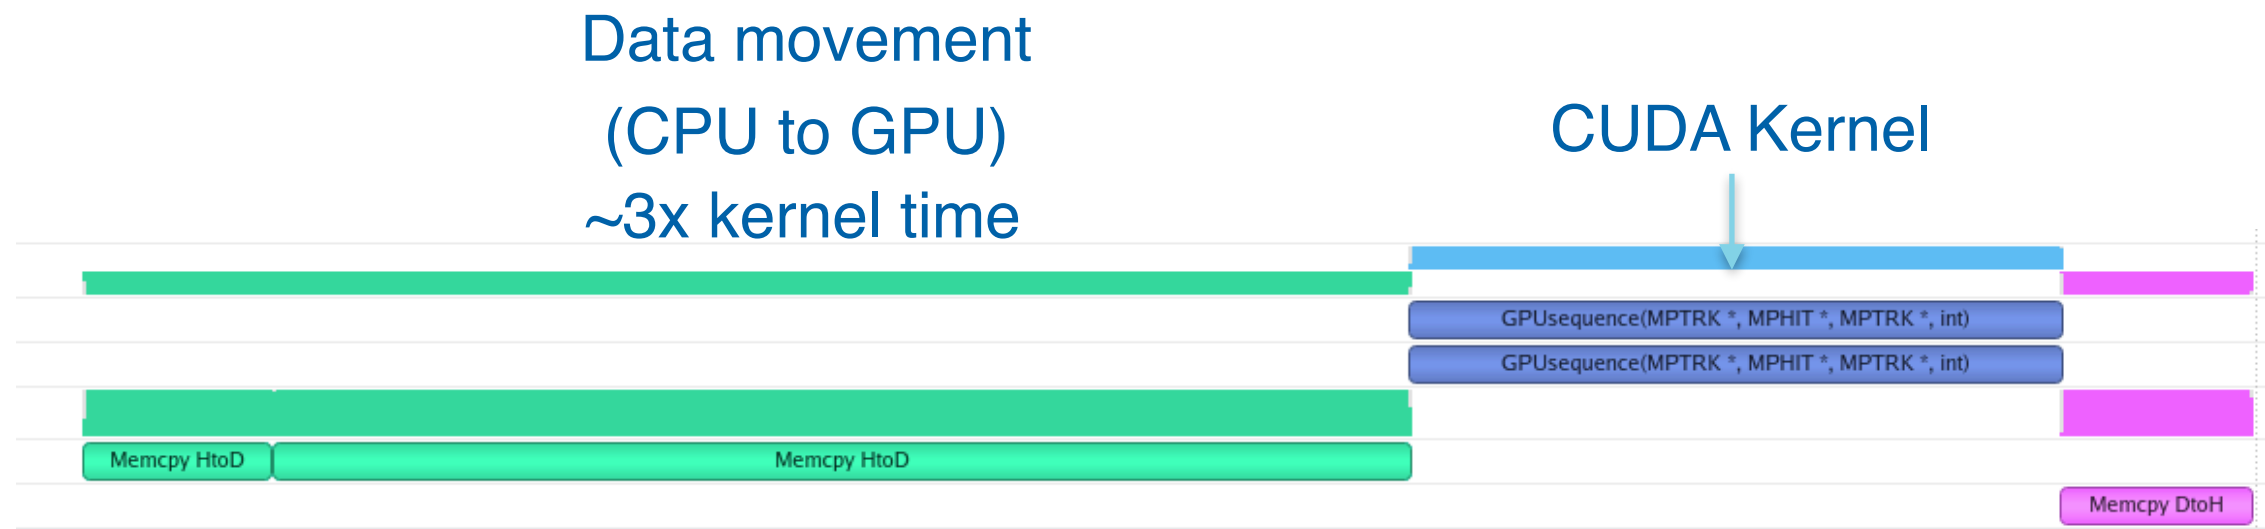 Data movement
(CPU to GPU)
~3x kernel time
CUDA Kernel
GPUsequence(MPTRK *, MPHIT *, MPTRK *, int)
GPUsequence(MPTRK *, MPHIT *, MPTRK *, int)
Memcpy HtoD
Memcpy HtoD
Memcpy DtoH